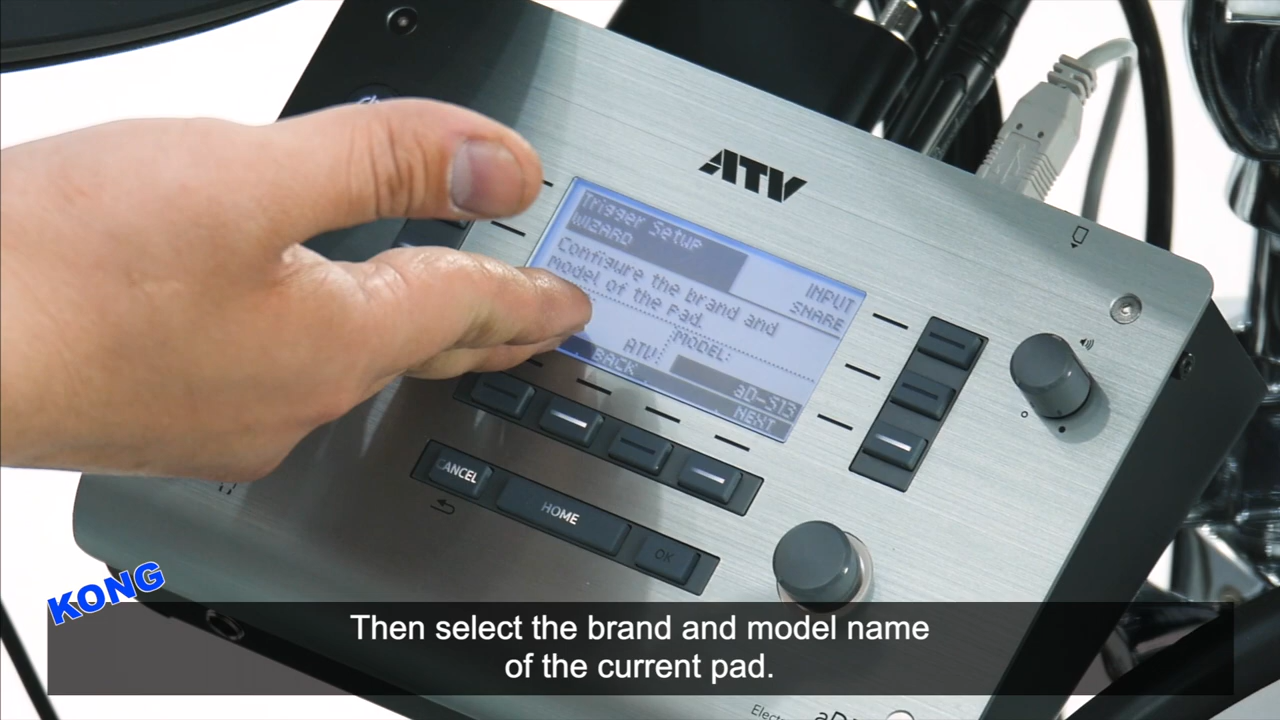 ATV
Trigger Setup
WIZARD
INPUT
SNARE
Configure the brand and
model of the Pad.
ATV
MODEL:
aD-S13
BACK
NEXT
CANCEL
HOME
OK
KONG
Then select the brand and model name
of the current pad.